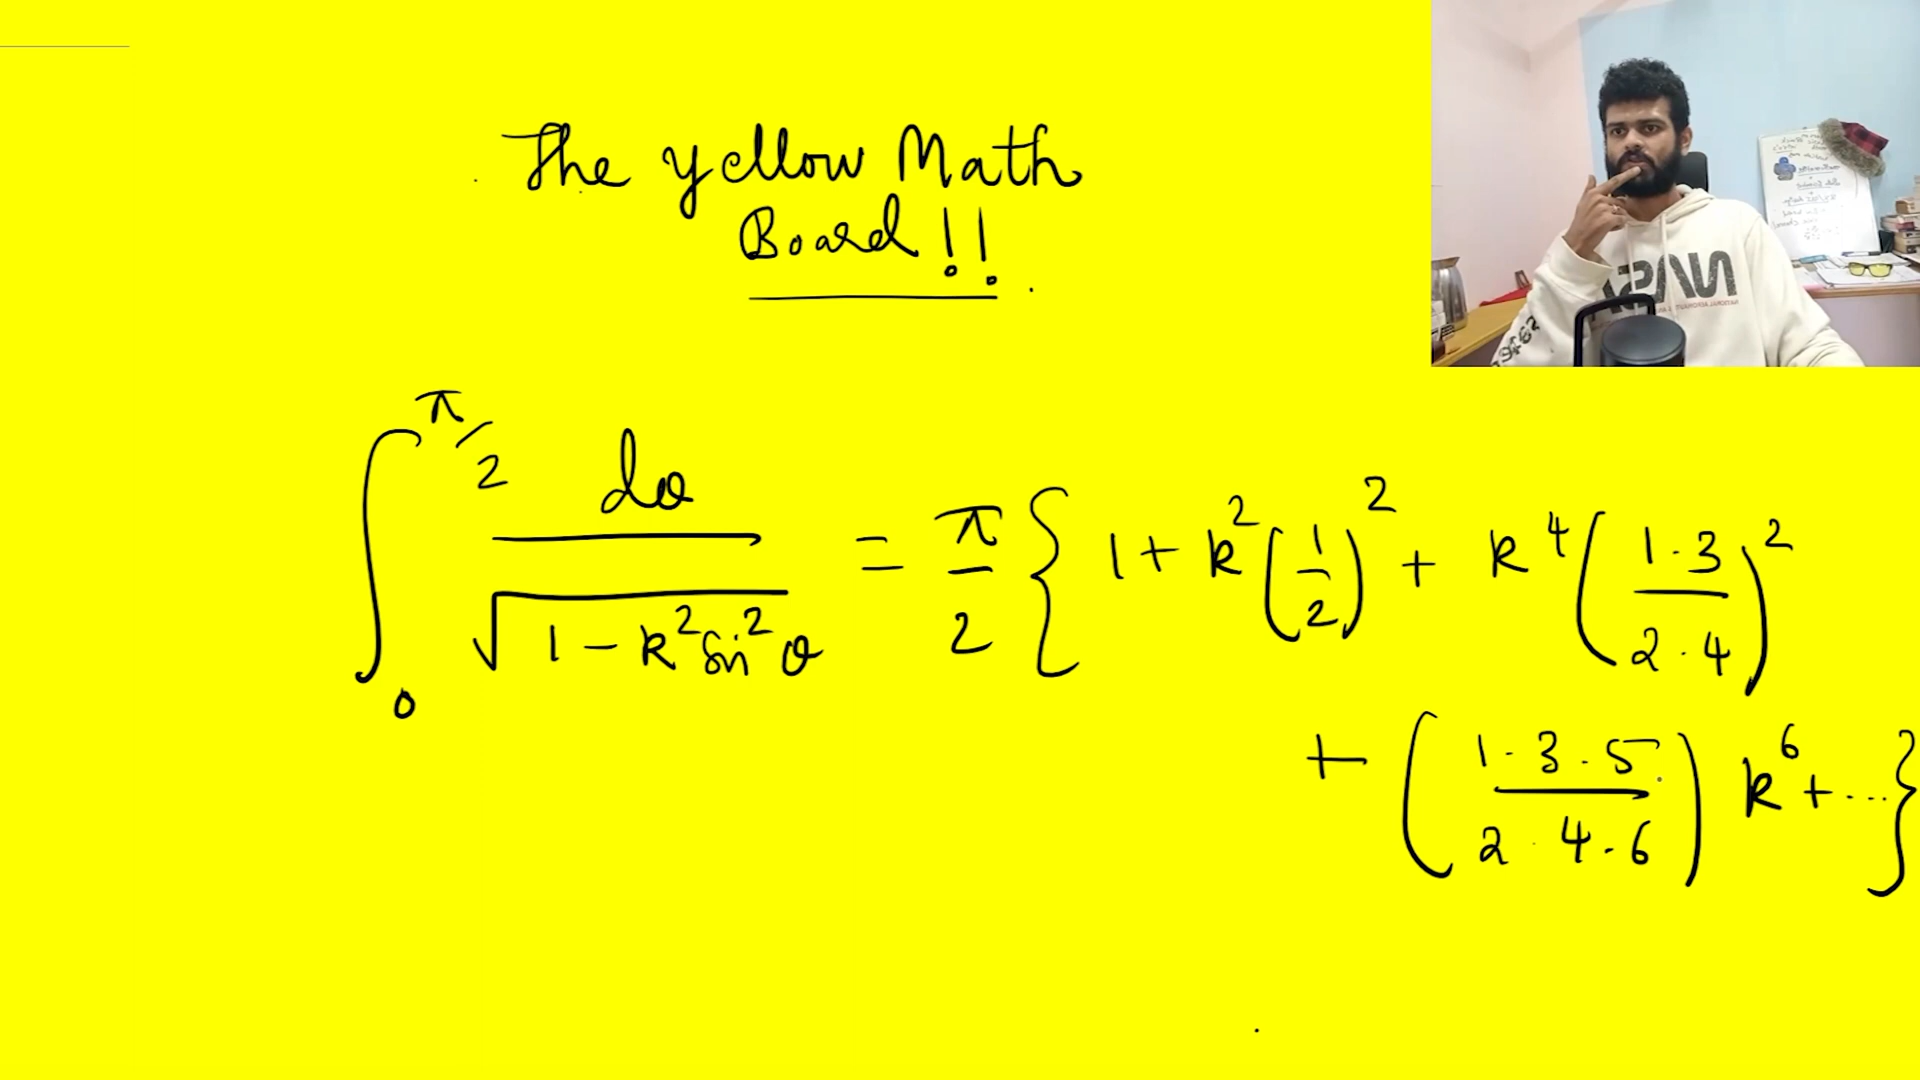 The yellow Math
Board!!
∫₀^{π/2} dθ / √(1 - k² sin² θ) = π/2 { 1 + k² (1/2)² + k⁴ (1·3 / 2·4)²
+ (1·3·5 / 2·4·6) k⁶ + ... }
NASA